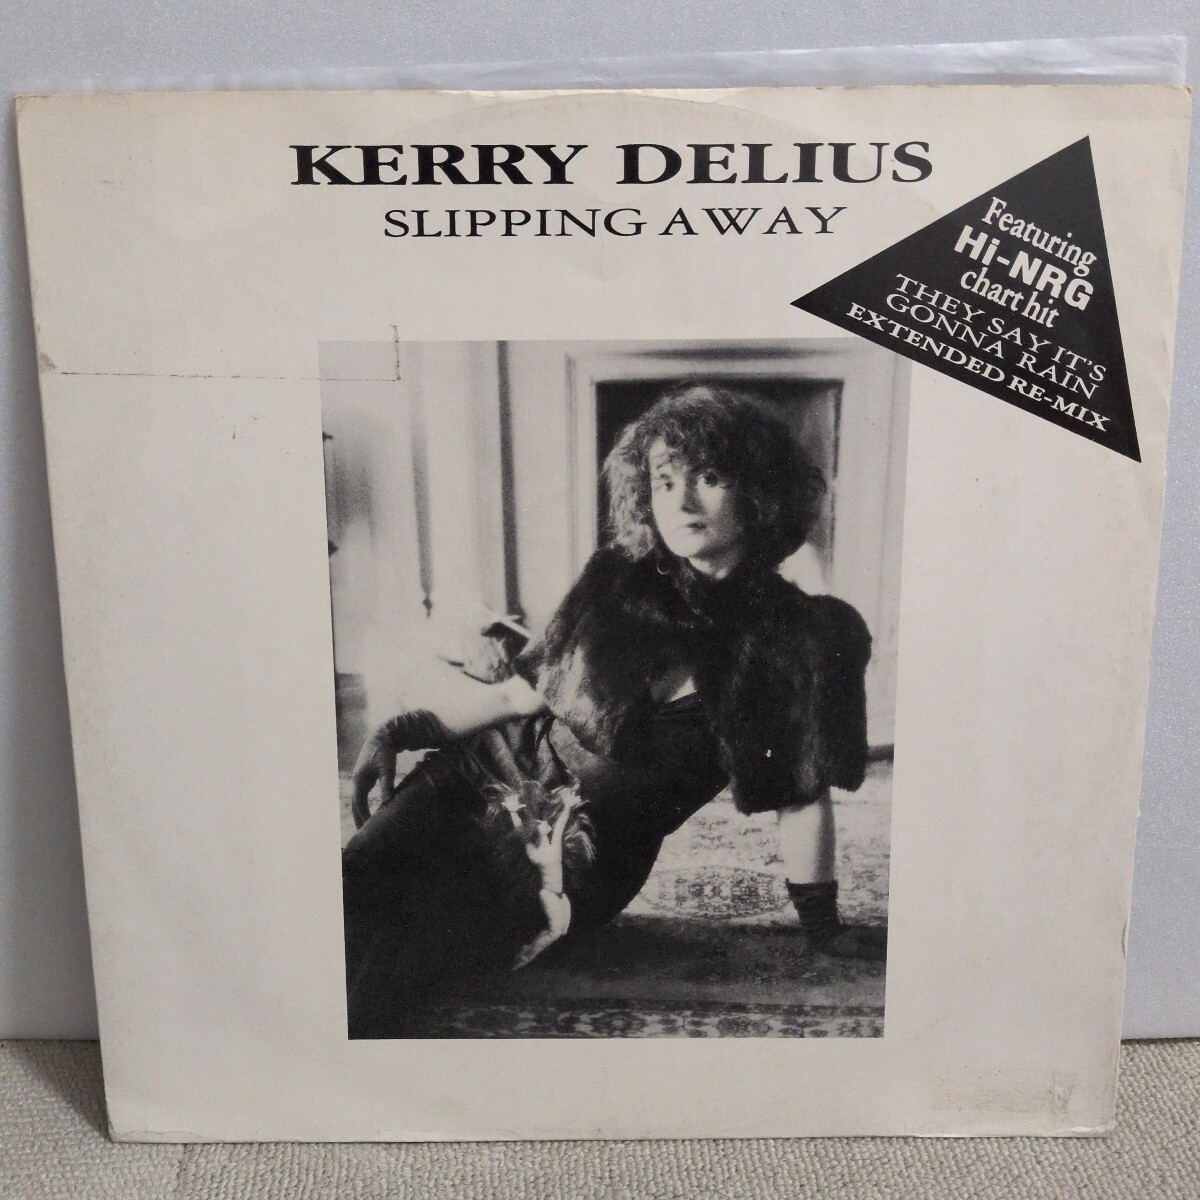 KERRY DELIUS
SLIPPING AWAY
Featuring
Hi-NRG
chart hit
THEY SAY IT'S
GONNA RAIN
EXTENDED RE-MIX